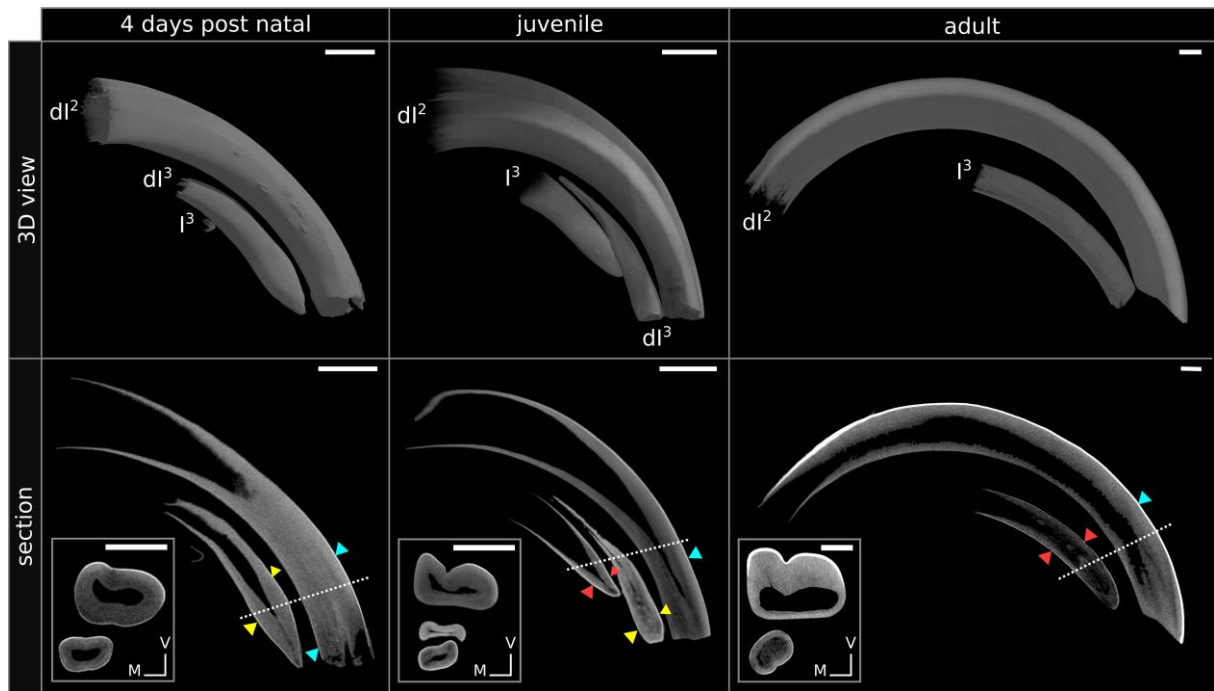 4 days post natal
juvenile
adult
3D view
dI²
dI³
I³
dI²
I³
dI³
I³
dI²
section
V
M
V
M
V
M